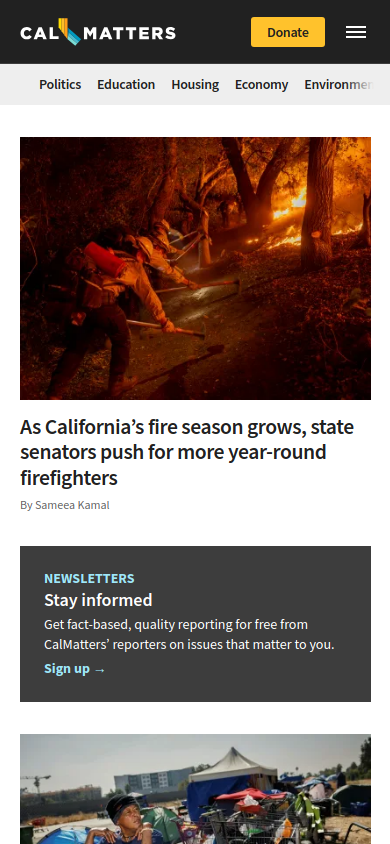 CAL MATTERS
Donate
Politics Education Housing Economy Environmen
As California’s fire season grows, state
senators push for more year-round
firefighters
By Sameea Kamal
NEWSLETTERS
Stay informed
Get fact-based, quality reporting for free from
CalMatters’ reporters on issues that matter to you.
Sign up →